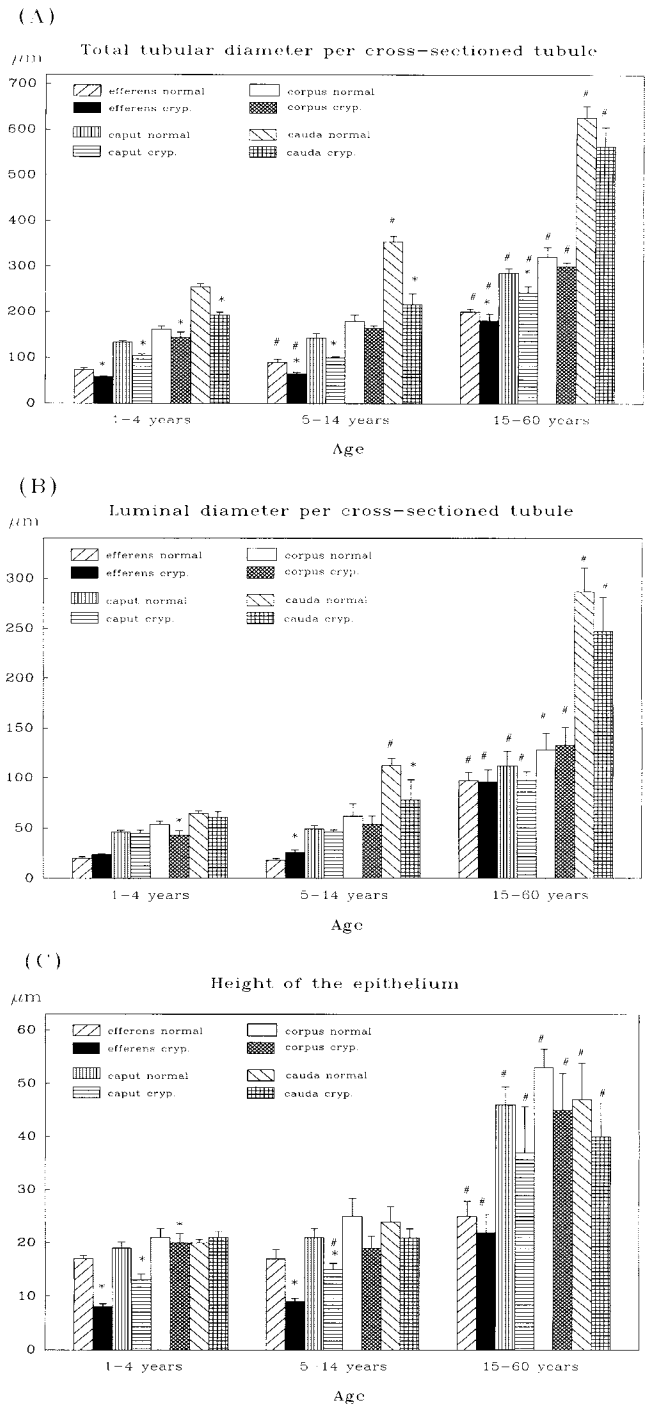 (A)
Total tubular diameter per cross-sectioned tubule
μm
700
600
500
400
300
200
100
0
efferens normal
efferens cryp.
caput normal
caput cryp.
corpus normal
corpus cryp.
cauda normal
cauda cryp.
1-4 years
5-14 years
15-60 years
Age
(B)
Luminal diameter per cross-sectioned tubule
μm
300
250
200
150
100
50
0
efferens normal
efferens cryp.
caput normal
caput cryp.
corpus normal
corpus cryp.
cauda normal
cauda cryp.
1-4 years
5-14 years
15-60 years
Age
(C)
Height of the epithelium
μm
60
50
40
30
20
10
0
efferens normal
efferens cryp.
caput normal
caput cryp.
corpus normal
corpus cryp.
cauda normal
cauda cryp.
1-4 years
5-14 years
15-60 years
Age